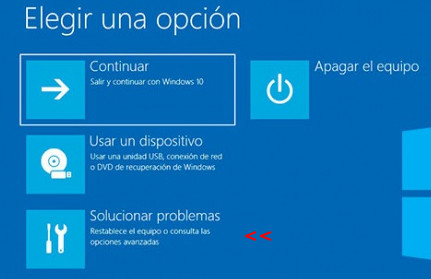 Elegir una opción
Continuar
Salir y continuar con Windows 10
Apagar el equipo
Usar un dispositivo
Usar una unidad USB, conexión de red
o DVD de recuperación de Windows
Solucionar problemas
Restablece el equipo o consulta las
opciones avanzadas
<<